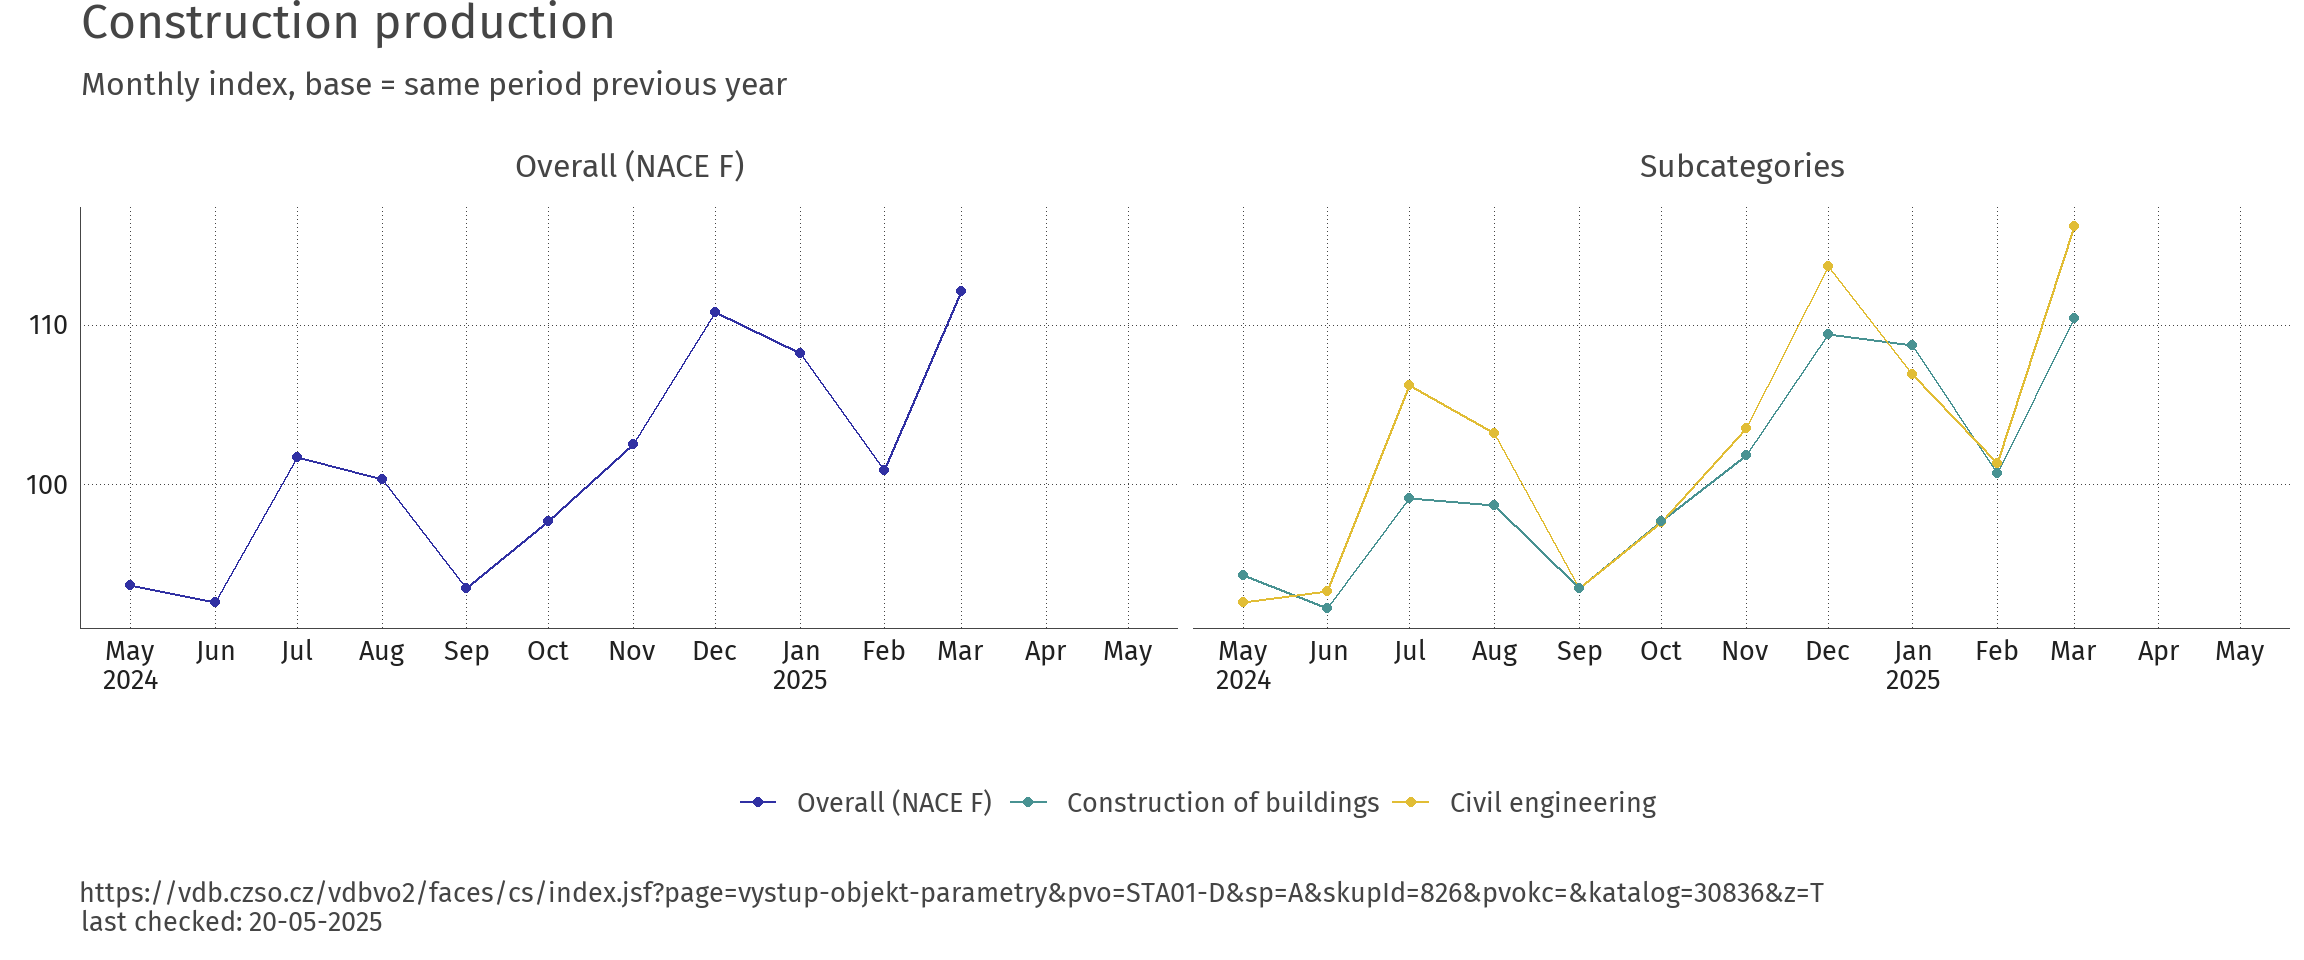 Construction production
Monthly index, base = same period previous year
Overall (NACE F)
Subcategories
110
100
May Jun Jul Aug Sep Oct Nov Dec Jan Feb Mar Apr May
2024 2025
May Jun Jul Aug Sep Oct Nov Dec Jan Feb Mar Apr May
2024 2025
Overall (NACE F) Construction of buildings Civil engineering
https://vdb.czso.cz/vdbvo2/faces/cs/index.jsf?page=vystup-objekt-parametry&pvo=STA01-D&sp=A&skupId=826&pvokc=&katalog=30836&z=T
last checked: 20-05-2025